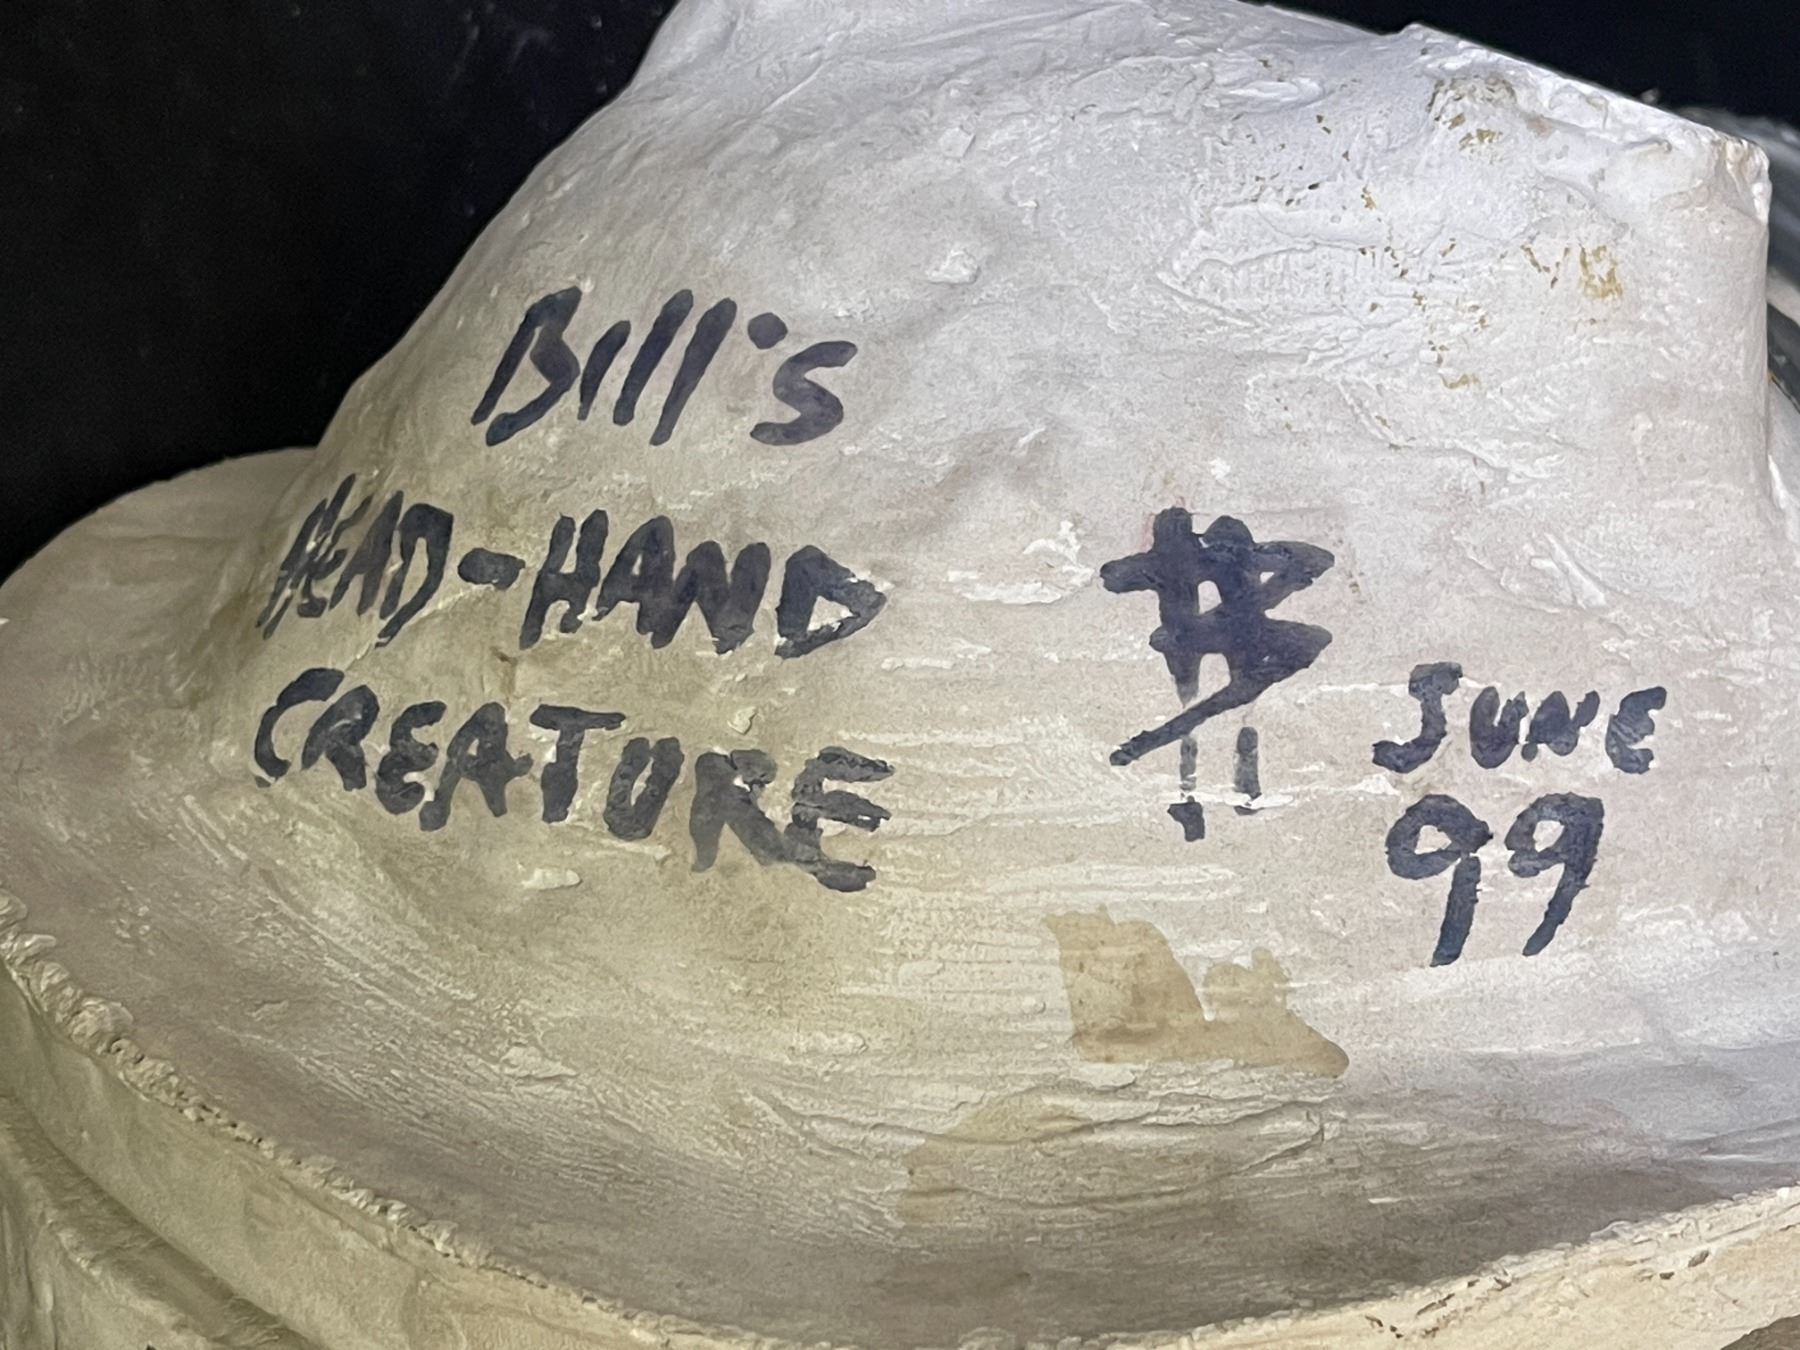 Bill's
HEAD-HAND
CREATURE
JUNE
99